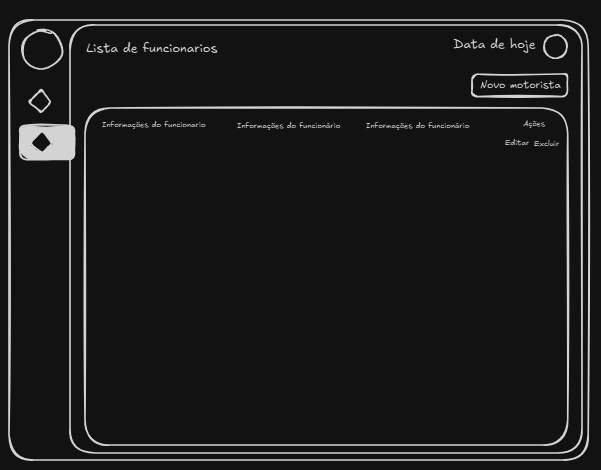 Lista de funcionarios
Data de hoje
Novo motorista
Informações do funcionario Informações do funcionário Informações do funcionário Ações
Editar Excluir